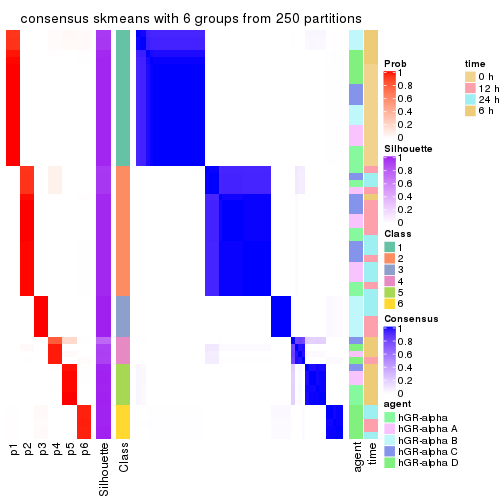 consensus skmeans with 6 groups from 250 partitions
Prob
1
0.8
0.6
0.4
0.2
0
time
0 h
12 h
24 h
6 h
Silhouette
1
0.8
0.6
0.4
0.2
0
Class
1
2
3
4
5
6
Consensus
1
0.8
0.6
0.4
0.2
0
agent
hGR-alpha
hGR-alpha A
hGR-alpha B
hGR-alpha C
hGR-alpha D
p1
p2
p3
p4
p5
p6
Silhouette
Class
agent
time